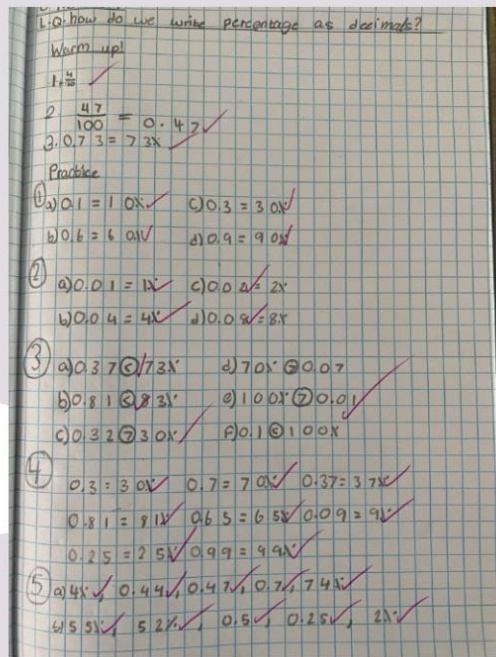 L.Q. how do we write percentage as decimals?
Warm up!
2. 47/100 = 0.47
3. 0.73 = 73%
Practice
① a) 0.1 = 10% c) 0.3 = 30%
b) 0.6 = 60% d) 0.9 = 90%
② a) 0.01 = 1% c) 0.02 = 2%
b) 0.04 = 4% d) 0.08 = 8%
③ a) 0.37 < 73% d) 70% > 0.07
b) 0.81 < 83% e) 100% > 0.01
c) 0.32 > 30% f) 0.1 < 100%
④
0.3 = 30% 0.7 = 70% 0.37 = 37%
0.81 = 81% 0.65 = 65% 0.09 = 9%
0.25 = 25% 0.99 = 99%
⑤ a) 4%, 0.44, 0.47, 0.7, 74%
b) 55%, 52%, 0.5, 0.25, 2%